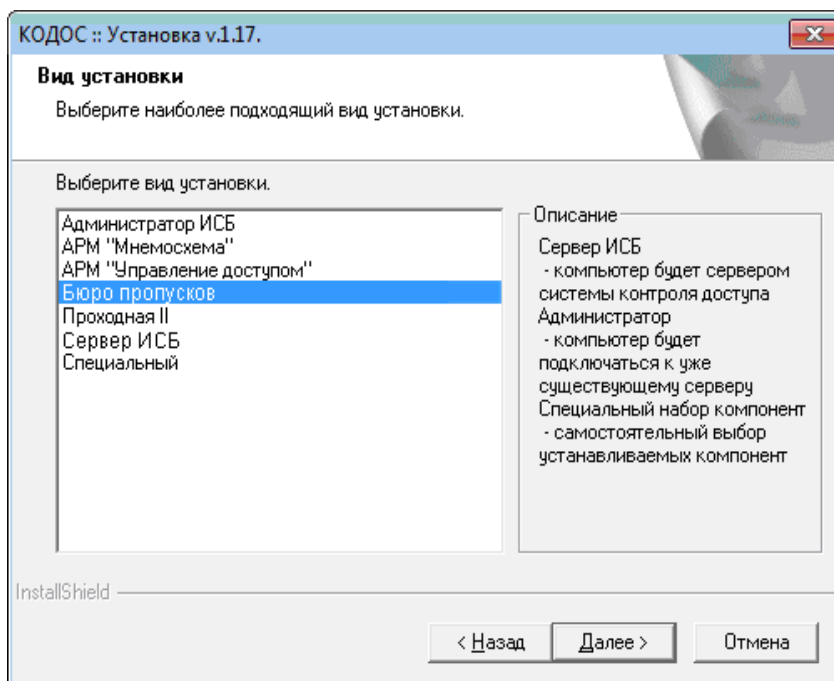 КОДОС :: Установка v.1.17.
Вид установки
Выберите наиболее подходящий вид установки.
Выберите вид установки.
Администратор ИСБ
АРМ "Мнемосхема"
АРМ "Управление доступом"
Бюро пропусков
Проходная II
Сервер ИСБ
Специальный
Описание
Сервер ИСБ
- компьютер будет сервером
системы контроля доступа
Администратор
- компьютер будет
подключаться к уже
существующему серверу
Специальный набор компонент
- самостоятельный выбор
устанавливаемых компонент
InstallShield
< Назад
Далее >
Отмена